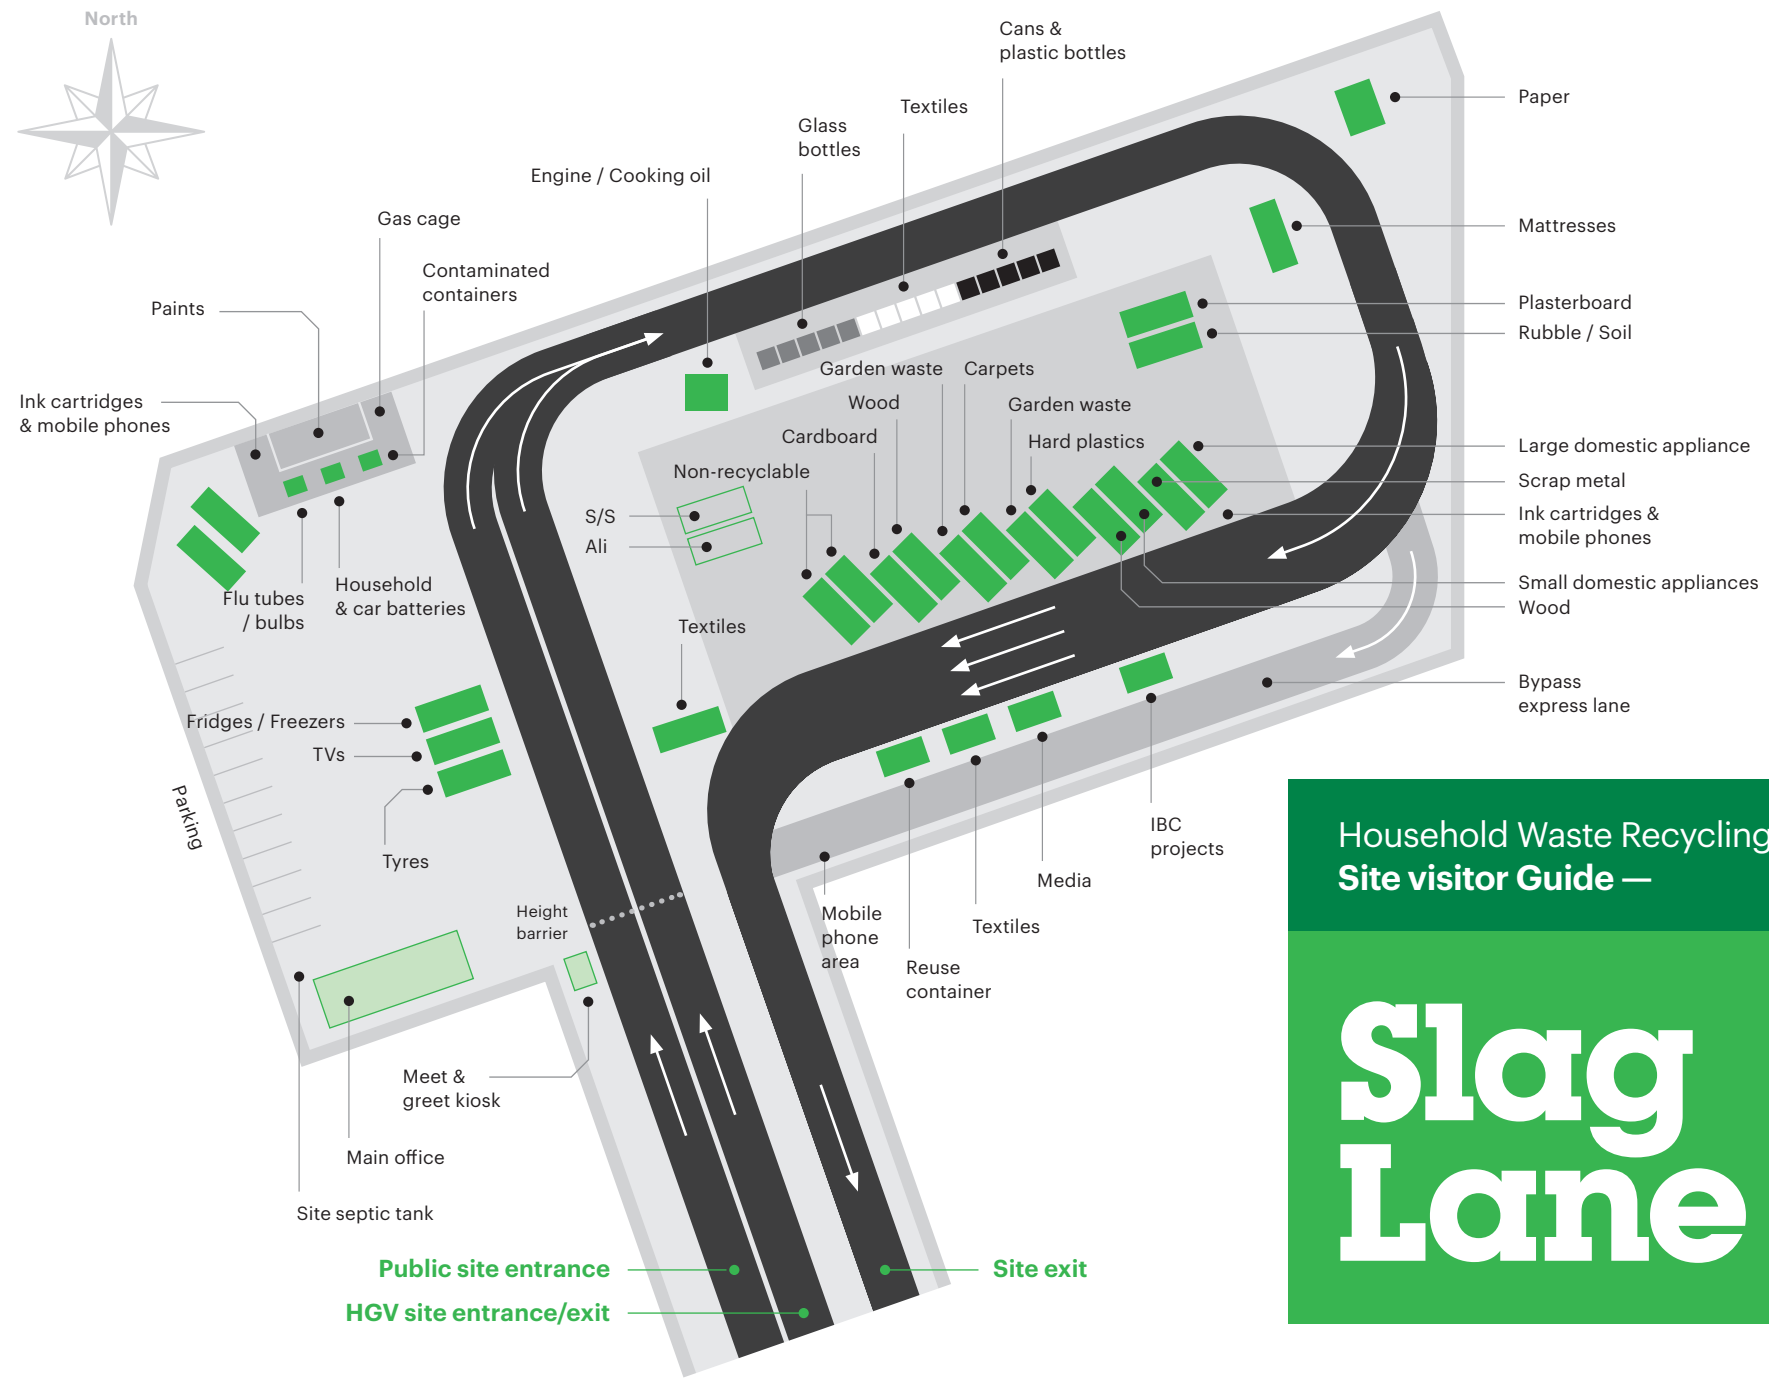 North
Cans &
plastic bottles
Textiles
Glass
bottles
Engine / Cooking oil
Gas cage
Contaminated
containers
Paints
Ink cartridges
& mobile phones
Paper
Mattresses
Plasterboard
Rubble / Soil
Garden waste
Carpets
Wood
Garden waste
Cardboard
Hard plastics
Non-recyclable
S/S
Ali
Large domestic appliance
Scrap metal
Ink cartridges &
mobile phones
Small domestic appliances
Wood
Flu tubes
/ bulbs
Household
& car batteries
Textiles
Bypass
express lane
Fridges / Freezers
TVs
Tyres
Parking
IBC
projects
Media
Textiles
Mobile
phone
area
Reuse
container
Height
barrier
Meet &
greet kiosk
Main office
Site septic tank
Public site entrance
HGV site entrance/exit
Site exit
Household Waste Recycling
Site visitor Guide —
Slag
Lane